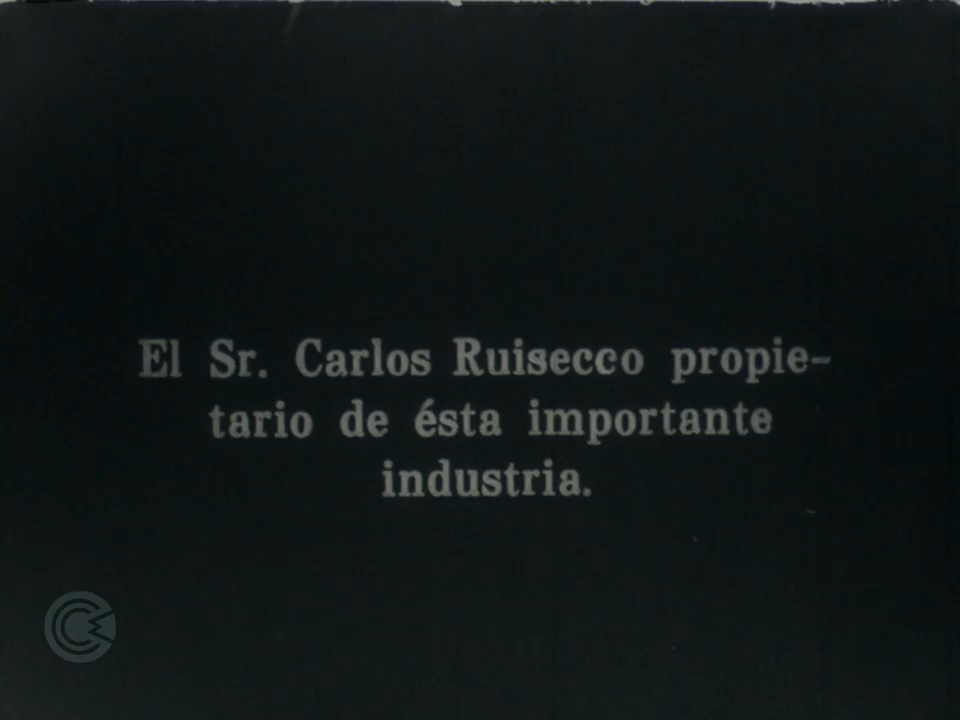 El Sr. Carlos Ruisecco propie-
tario de ésta importante
industria.